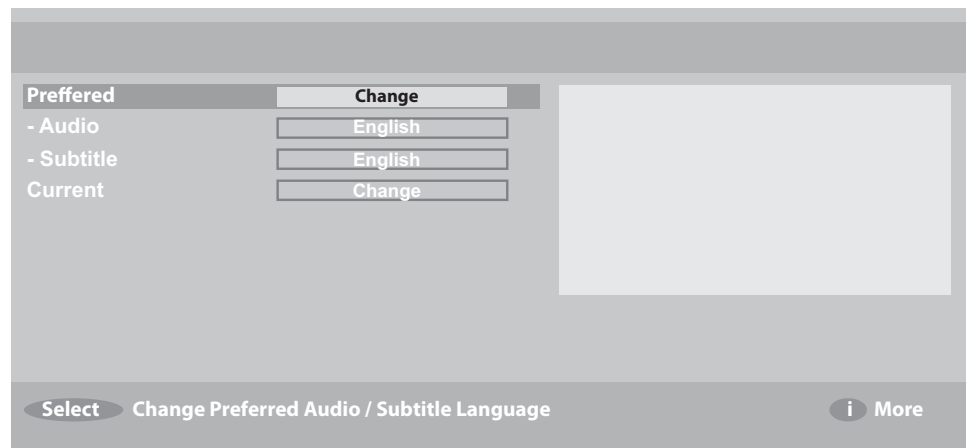 Preffered Change
- Audio English
- Subtitle English
Current Change
Select Change Preferred Audio / Subtitle Language i More